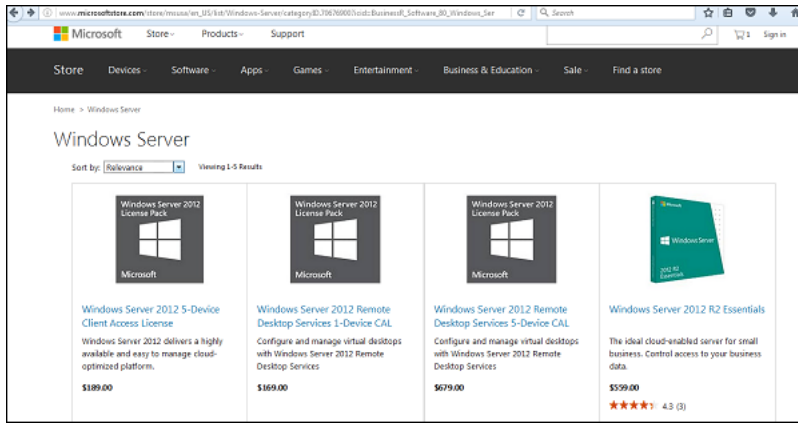 www.microsoftstore.com/store/msusa/en_US/list/Windows-Server/categoryID.70676900?icid=BusinessR_Software_80_Windows_Ser
Search
Microsoft
Store
Products
Support
1
Sign in
Store
Devices
Software
Apps
Games
Entertainment
Business & Education
Sale
Find a store
Home > Windows Server
Windows Server
Sort by: Relevance
Viewing 1-5 Results
Windows Server 2012
License Pack
Microsoft
Windows Server 2012 5-Device
Client Access License
Windows Server 2012 delivers a highly
available and easy to manage cloud-
optimized platform.
$189.00
Windows Server 2012
License Pack
Microsoft
Windows Server 2012 Remote
Desktop Services 1-Device CAL
Configure and manage virtual desktops
with Windows Server 2012 Remote
Desktop Services
$169.00
Windows Server 2012
License Pack
Microsoft
Windows Server 2012 Remote
Desktop Services 5-Device CAL
Configure and manage virtual desktops
with Windows Server 2012 Remote
Desktop Services
$679.00
Microsoft
Windows Server
2012 R2
Essentials
Windows Server 2012 R2 Essentials
The ideal cloud-enabled server for small
business. Control access to your business
data.
$559.00
4.3 (3)